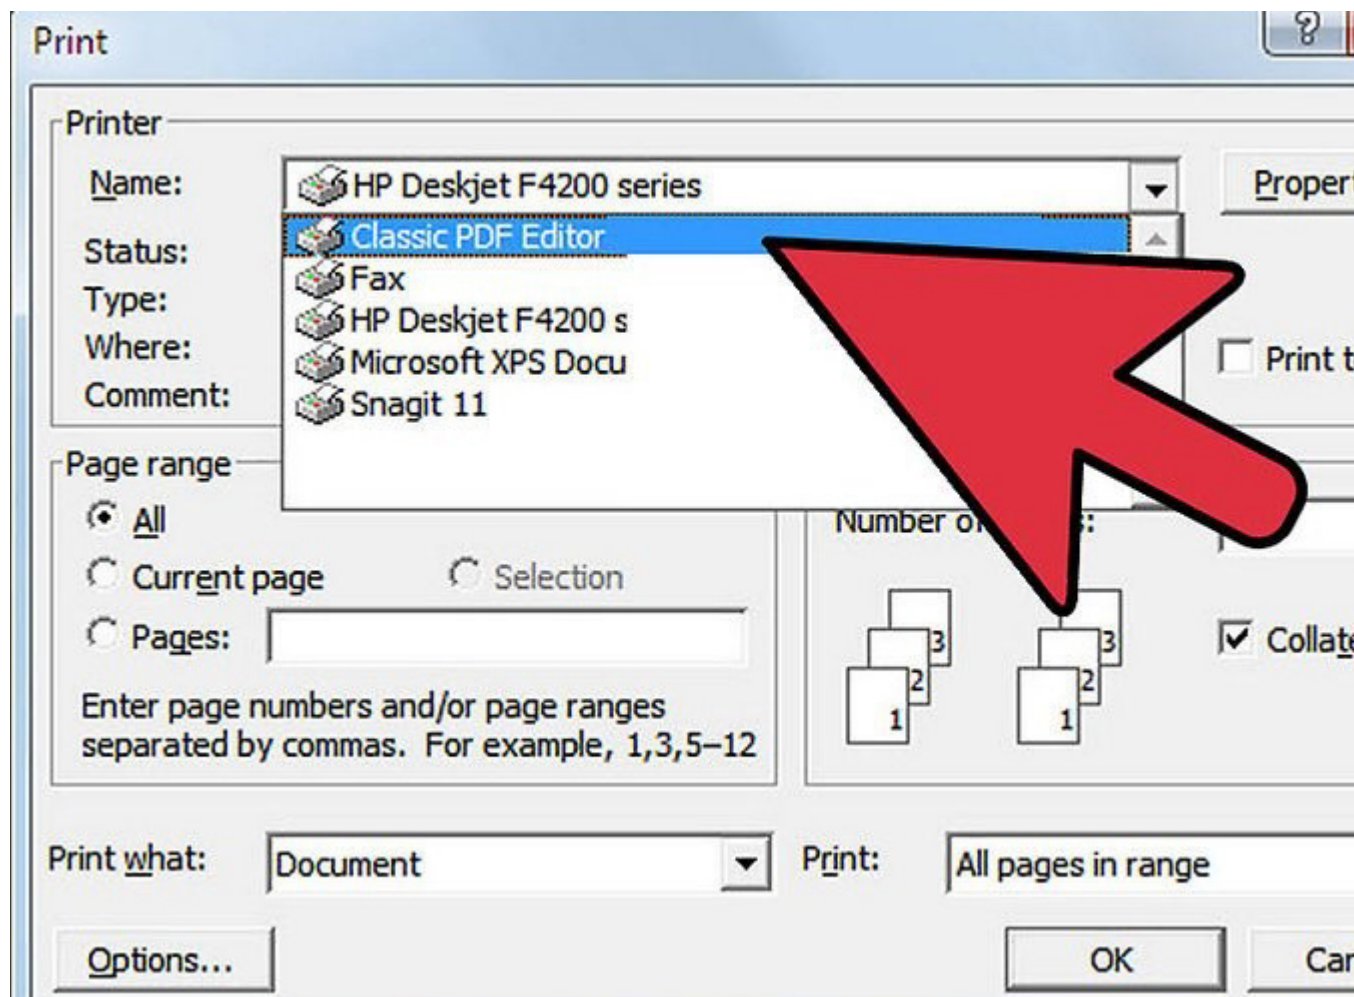 Print
Printer
Name:
HP Deskjet F4200 series
Proper
Classic PDF Editor
Status:
Fax
Type:
HP Deskjet F4200 s
Where:
Microsoft XPS Docu
Print t
Comment:
Snagit 11
Page range
All
Number o
s:
Current page
Selection
Pages:
3
2
1
3
2
1
Collate
Enter page numbers and/or page ranges
separated by commas. For example, 1,3,5–12
Print what:
Document
Print:
All pages in range
Options...
OK
Can